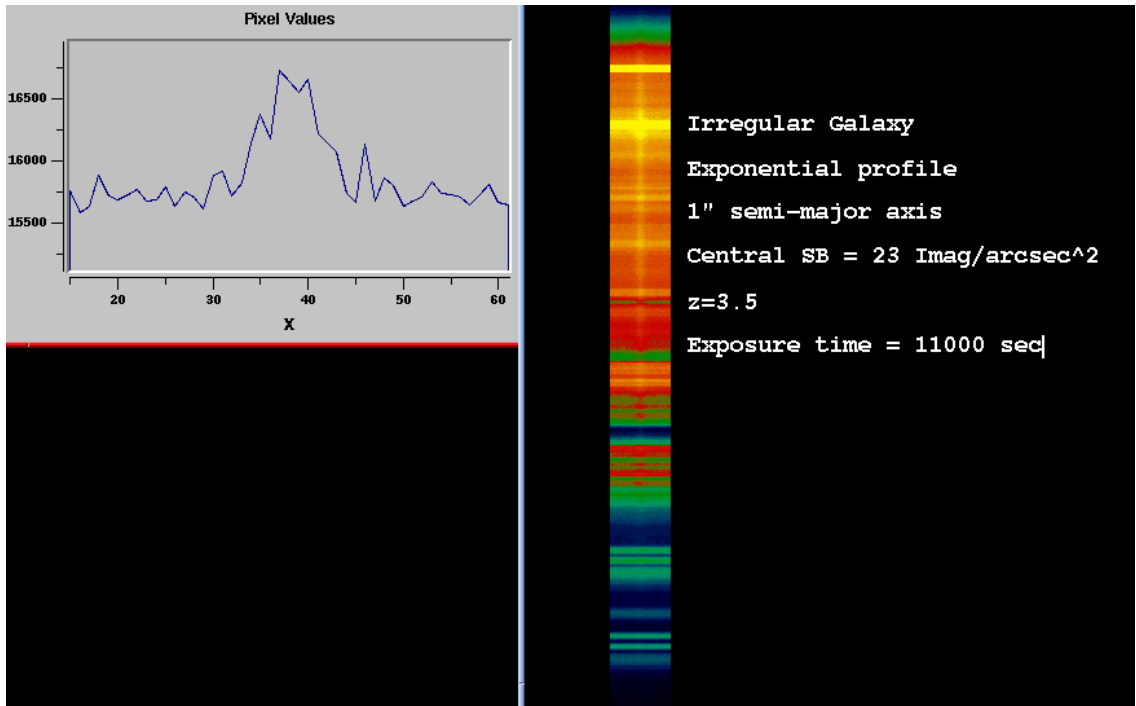 Pixel Values
16500
16000
15500
20 30 40 50 60
X
Irregular Galaxy
Exponential profile
1" semi-major axis
Central SB = 23 Imag/arcsec^2
z=3.5
Exposure time = 11000 sec